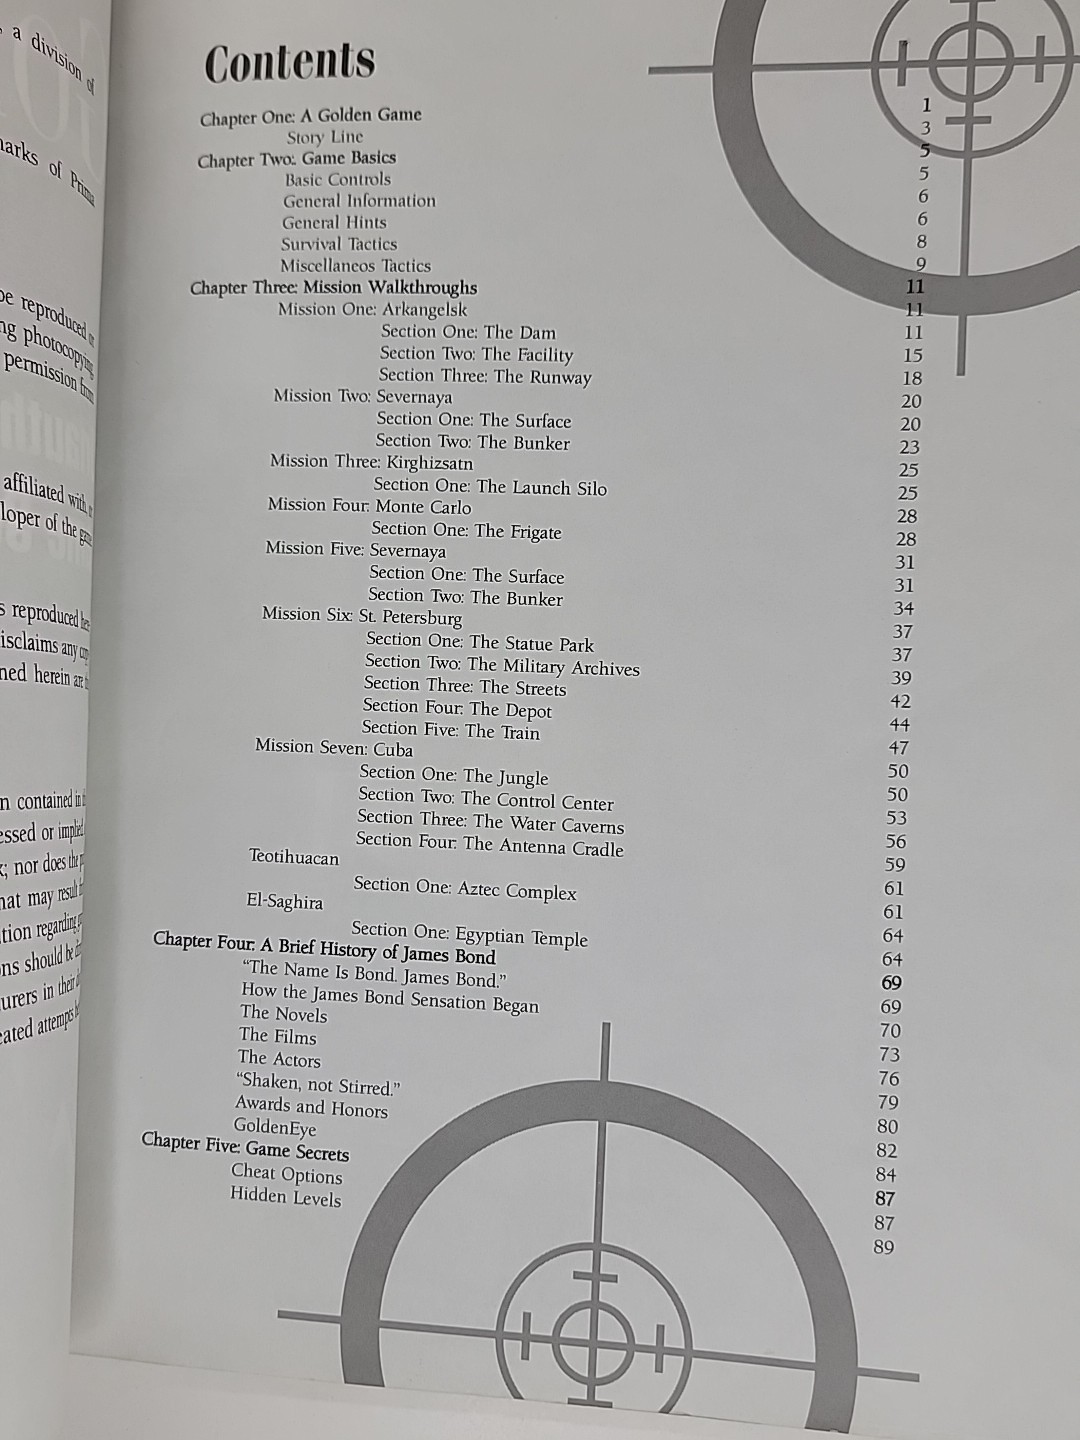 a division of
marks of Prima
be reproduced or
photocopying
permission from
affiliated with
of the
reproduced
disclaims any
herein
contained in
or implied
nor does the
may result
regarding
should be
in their
attempts
Contents
Chapter One: A Golden Game 1
Story Line 3
Chapter Two: Game Basics 5
Basic Controls 5
General Information 6
General Hints 6
Survival Tactics 8
Miscellaneos Tactics 9
Chapter Three: Mission Walkthroughs 11
Mission One: Arkangelsk 11
Section One: The Dam 11
Section Two: The Facility 15
Section Three: The Runway 18
Mission Two: Severnaya 20
Section One: The Surface 20
Section Two: The Bunker 23
Mission Three: Kirghizsatn 25
Section One: The Launch Silo 25
Mission Four: Monte Carlo 28
Section One: The Frigate 28
Mission Five: Severnaya 31
Section One: The Surface 31
Section Two: The Bunker 34
Mission Six: St. Petersburg 37
Section One: The Statue Park 37
Section Two: The Military Archives 39
Section Three: The Streets 42
Section Four: The Depot 44
Section Five: The Train 47
Mission Seven: Cuba 50
Section One: The Jungle 50
Section Two: The Control Center 53
Section Three: The Water Caverns 56
Section Four: The Antenna Cradle 59
Teotihuacan 61
Section One: Aztec Complex 61
El-Saghira 64
Section One: Egyptian Temple 64
Chapter Four: A Brief History of James Bond 69
“The Name Is Bond. James Bond.” 69
How the James Bond Sensation Began 70
The Novels 73
The Films 76
The Actors 79
“Shaken, not Stirred.” 80
Awards and Honors 82
GoldenEye 84
Chapter Five: Game Secrets 87
Cheat Options 87
Hidden Levels 89